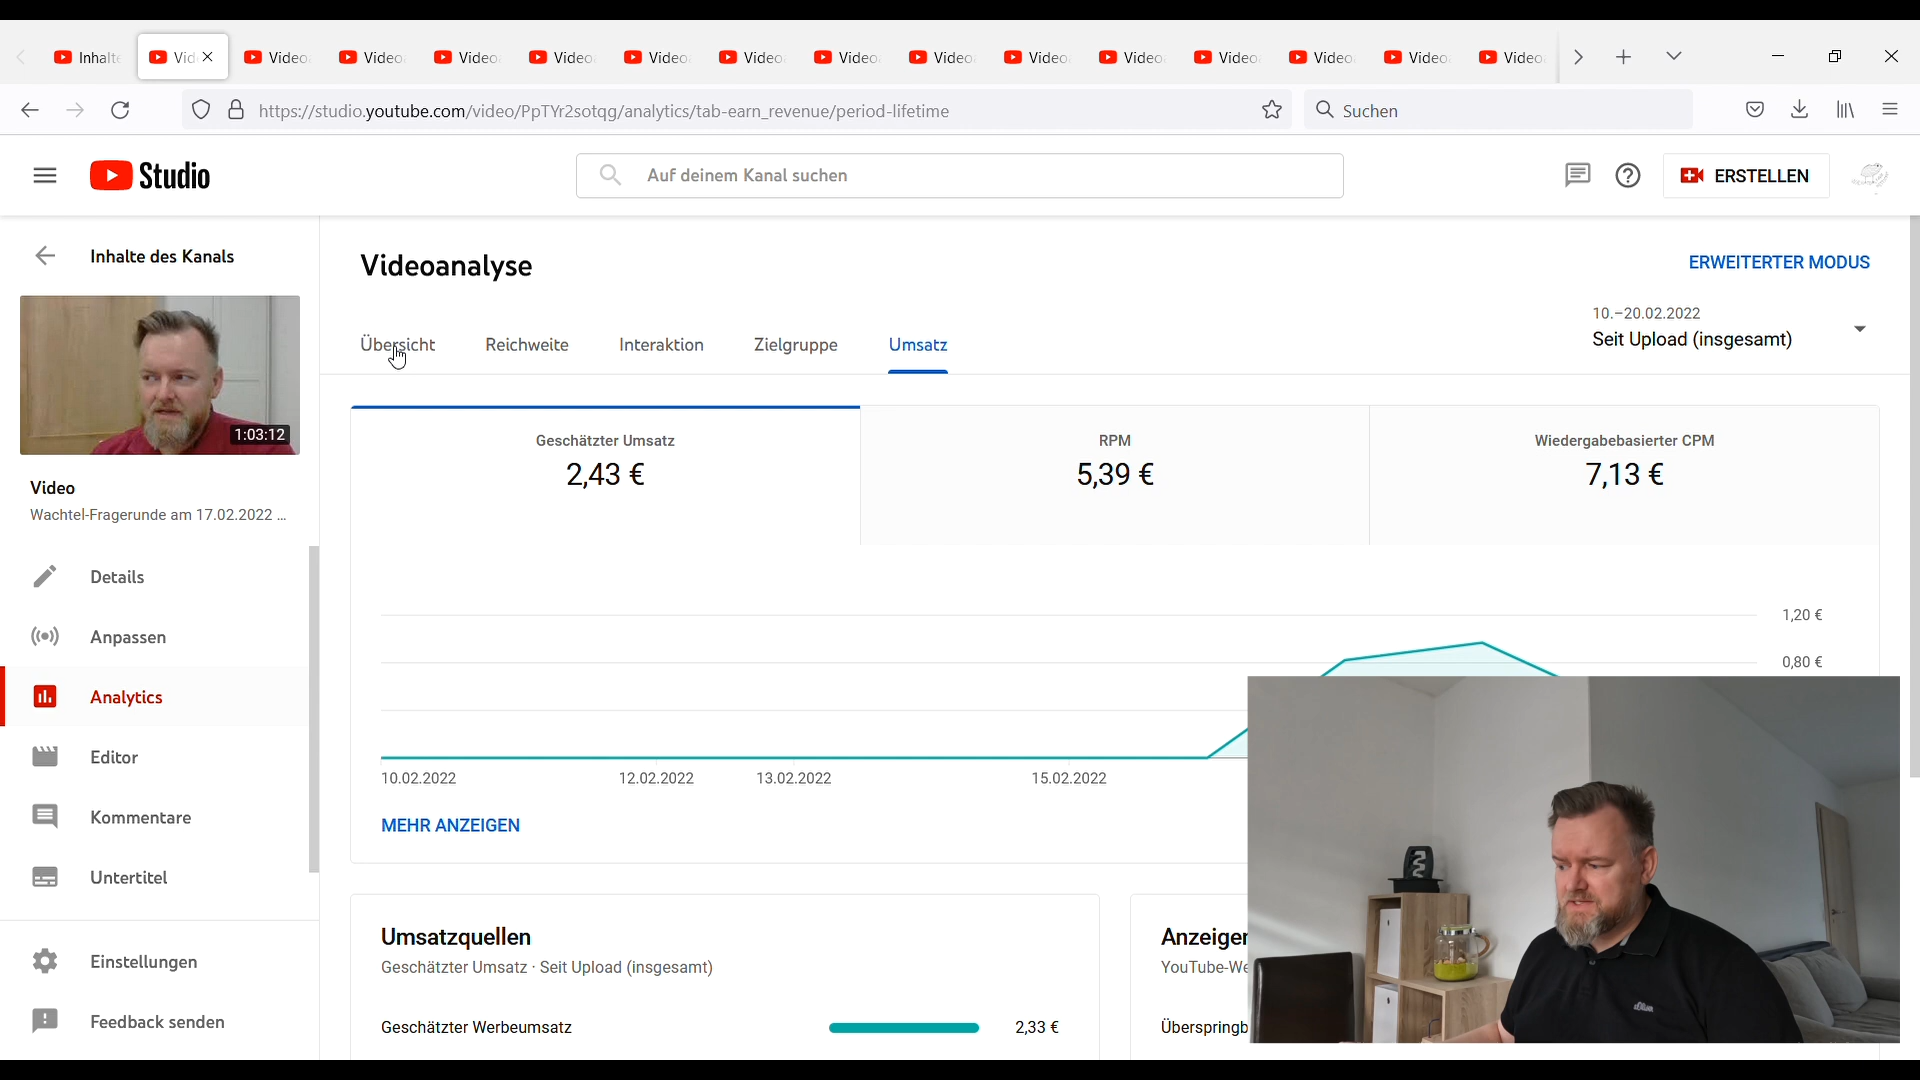 Inhalte
Vid
Video
Video
Video
Video
Video
Video
Video
Video
Video
Video
Video
Video
Video
Video
https://studio.youtube.com/video/PpTYr2sotqg/analytics/tab-earn_revenue/period-lifetime
Suchen
Studio
Auf deinem Kanal suchen
ERSTELLEN
Inhalte des Kanals
Videoanalyse
ERWEITERTER MODUS
10.–20.02.2022
Seit Upload (insgesamt)
Übersicht
Reichweite
Interaktion
Zielgruppe
Umsatz
1:03:12
Video
Wachtel-Fragerunde am 17.02.2022 ...
Details
Anpassen
Analytics
Editor
Kommentare
Untertitel
Einstellungen
Feedback senden
Geschätzter Umsatz
2,43 €
RPM
5,39 €
Wiedergabebasierter CPM
7,13 €
1,20 €
0,80 €
10.02.2022
12.02.2022
13.02.2022
15.02.2022
MEHR ANZEIGEN
Umsatzquellen
Geschätzter Umsatz · Seit Upload (insgesamt)
Geschätzter Werbeumsatz
2,33 €
Anzeigen
YouTube-We
Überspringb